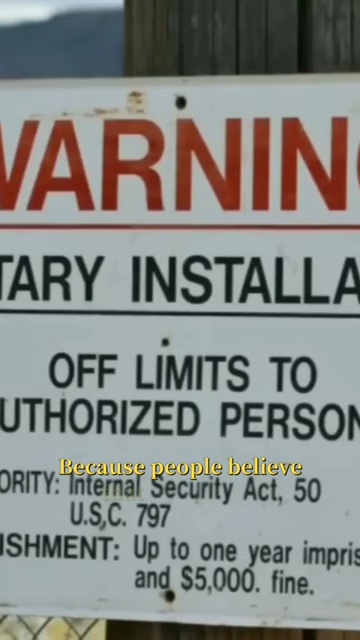 WARNING
TARY INSTALLA
OFF LIMITS TO
UTHORIZED PERSON
Because people believe
ORITY: Internal Security Act, 50
U.S.C. 797
ISHMENT: Up to one year impris
and $5,000. fine.